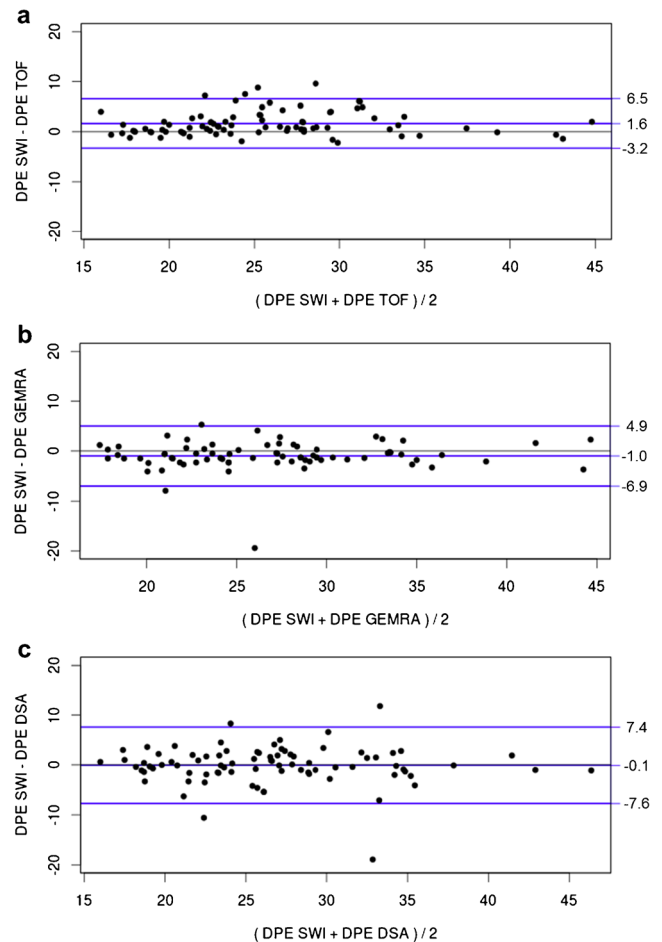 a
20
10
0
-10
-20
DPE SWI - DPE TOF
6.5
1.6
-3.2
15 20 25 30 35 40 45
( DPE SWI + DPE TOF ) / 2
b
20
10
0
-10
-20
DPE SWI - DPE GEMRA
4.9
-1.0
-6.9
20 25 30 35 40 45
( DPE SWI + DPE GEMRA ) / 2
c
20
10
0
-10
-20
DPE SWI - DPE DSA
7.4
-0.1
-7.6
15 20 25 30 35 40 45
( DPE SWI + DPE DSA ) / 2